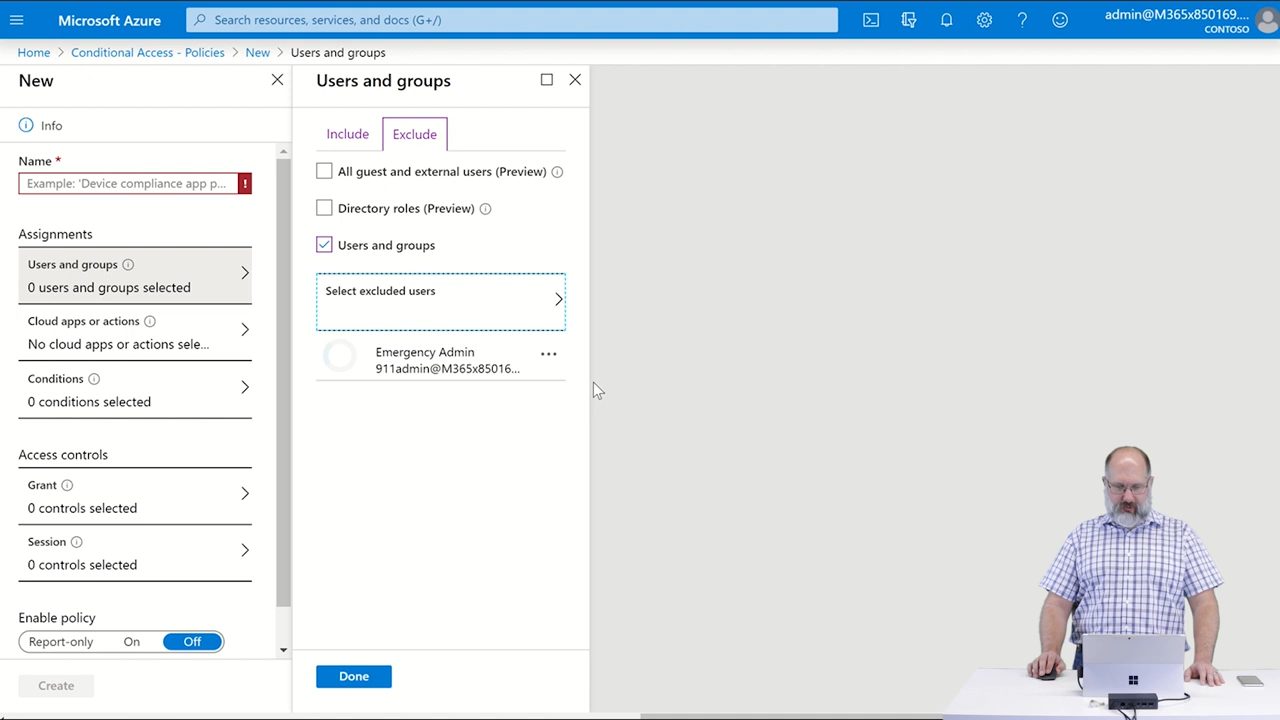 Microsoft Azure
Search resources, services, and docs (G+/)
admin@M365x850169....
CONTOSO
Home > Conditional Access - Policies > New > Users and groups
New
Info
Name *
Example: 'Device compliance app p...
!
Assignments
Users and groups
0 users and groups selected
Cloud apps or actions
No cloud apps or actions sele...
Conditions
0 conditions selected
Access controls
Grant
0 controls selected
Session
0 controls selected
Enable policy
Report-only On Off
Create
Users and groups
Include Exclude
All guest and external users (Preview)
Directory roles (Preview)
Users and groups
Select excluded users
Emergency Admin
911admin@M365x85016...
Done